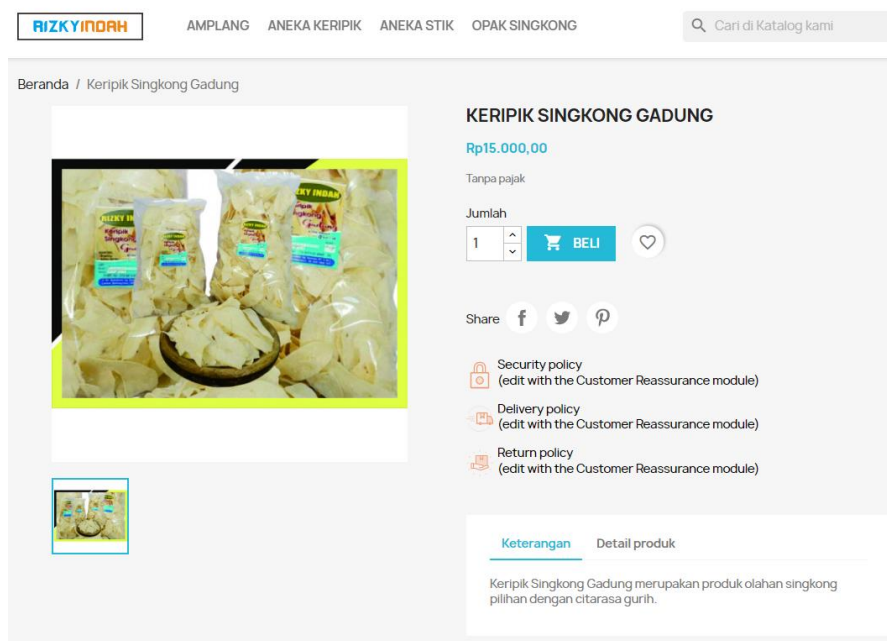 RIZKYINDAH
AMPLANG ANEKA KERIPIK ANEKA STIK OPAK SINGKONG
Cari di Katalog kami
Beranda / Keripik Singkong Gadung
KERIPIK SINGKONG GADUNG
Rp15.000,00
Tanpa pajak
Jumlah
1
BELI
Share
Security policy
(edit with the Customer Reassurance module)
Delivery policy
(edit with the Customer Reassurance module)
Return policy
(edit with the Customer Reassurance module)
Keterangan Detail produk
Keripik Singkong Gadung merupakan produk olahan singkong
pilihan dengan citarasa gurih.
RIZKY INDAH